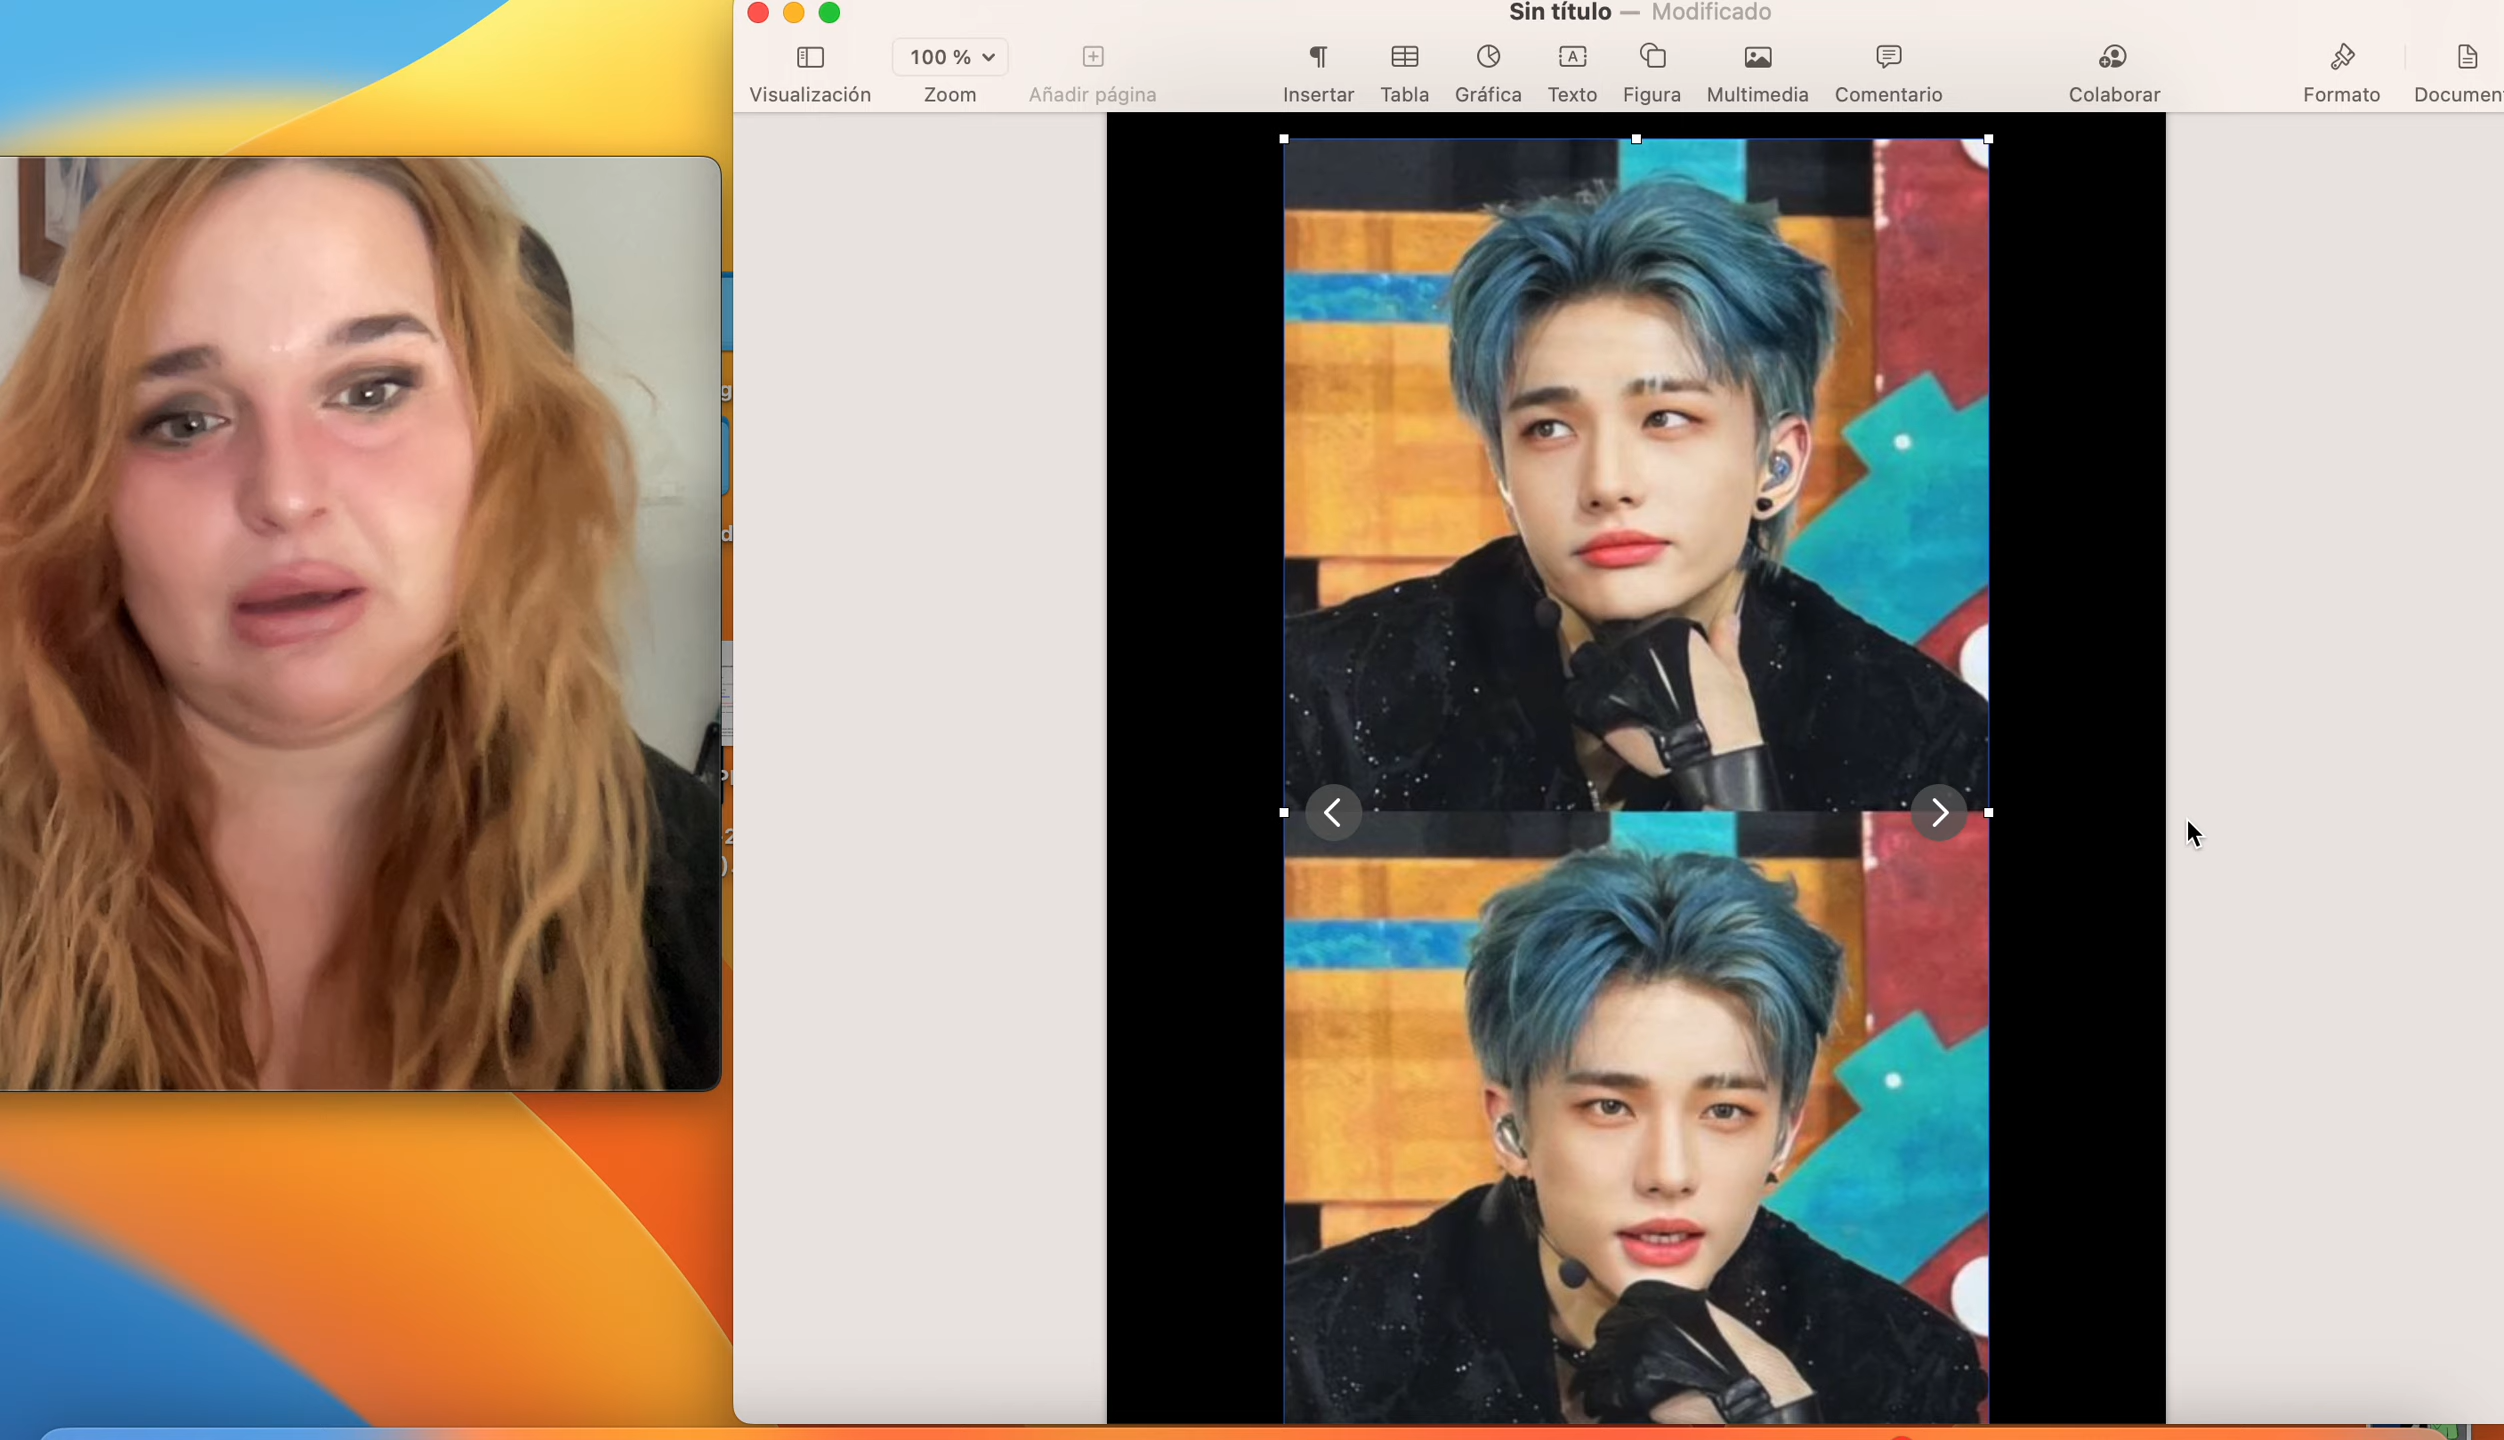 Sin título — Modificado
100 %
Visualización Zoom Añadir página Insertar Tabla Gráfica Texto Figura Multimedia Comentario Colaborar Formato Documen